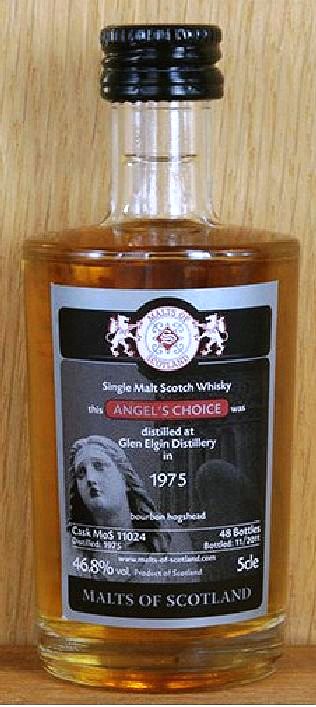 MALTS OF
SCOTLAND
Single Malt Scotch Whisky
this ANGEL'S CHOICE was
distilled at
Glen Elgin Distillery
in
1975
bourbon hogshead
Cask MoS 11024 48 Bottles
Distilled: 1975 Bottled: 11/2011
www.malts-of-scotland.com
46.8% vol. Product of Scotland 5cle
MALTS OF SCOTLAND